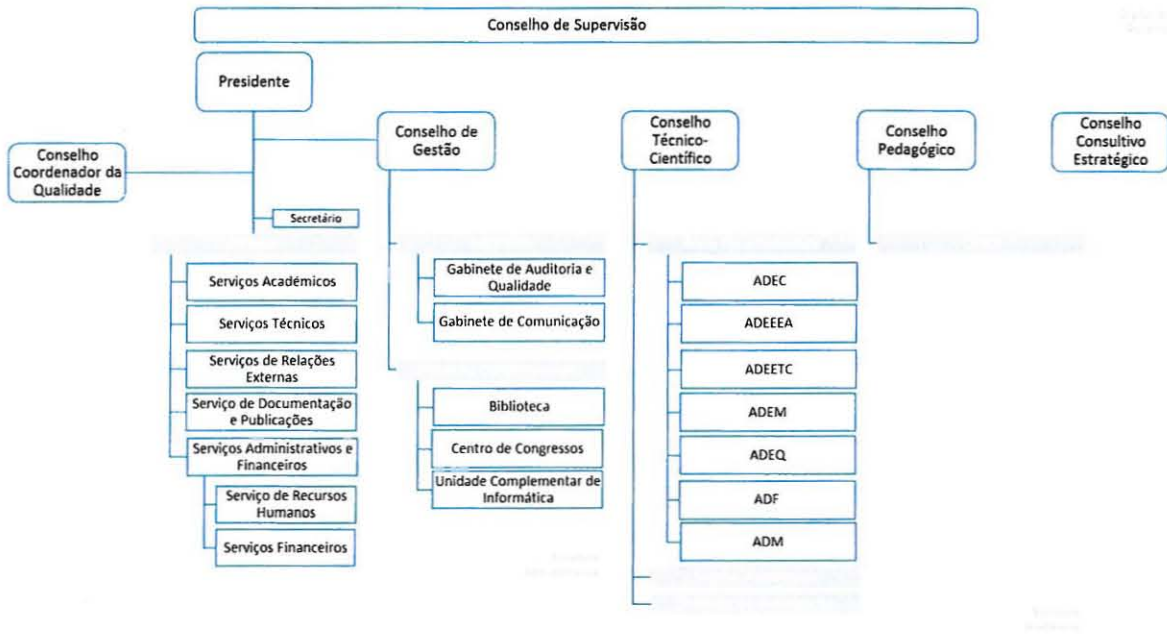 Conselho de Supervisão
Presidente
Conselho
Coordenador da
Qualidade
Conselho de
Gestão
Conselho
Técnico-
Científico
Conselho
Pedagógico
Conselho
Consultivo
Estratégico
Secretário
Serviços Académicos
Serviços Técnicos
Serviços de Relações
Externas
Serviço de Documentação
e Publicações
Serviços Administrativos e
Financeiros
Serviço de Recursos
Humanos
Serviços Financeiros
Gabinete de Auditoria e
Qualidade
Gabinete de Comunicação
Biblioteca
Centro de Congressos
Unidade Complementar de
Informática
ADEC
ADEEEA
ADEETC
ADEM
ADEQ
ADF
ADM